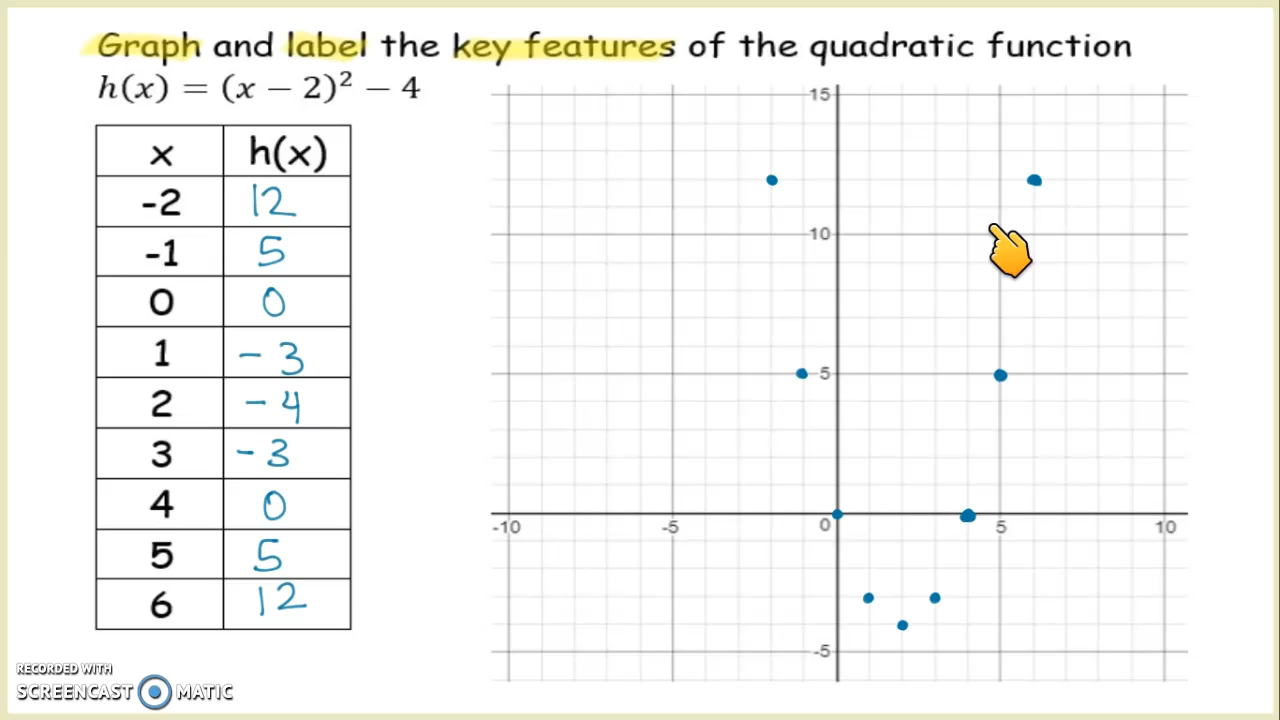 Graph and label the key features of the quadratic function
h(x) = (x − 2)² − 4
x h(x)
-2 12
-1 5
0 0
1 -3
2 -4
3 -3
4 0
5 5
6 12
15
10
5
-10 -5 0 5 10
-5
RECORDED WITH
SCREENCAST MATIC